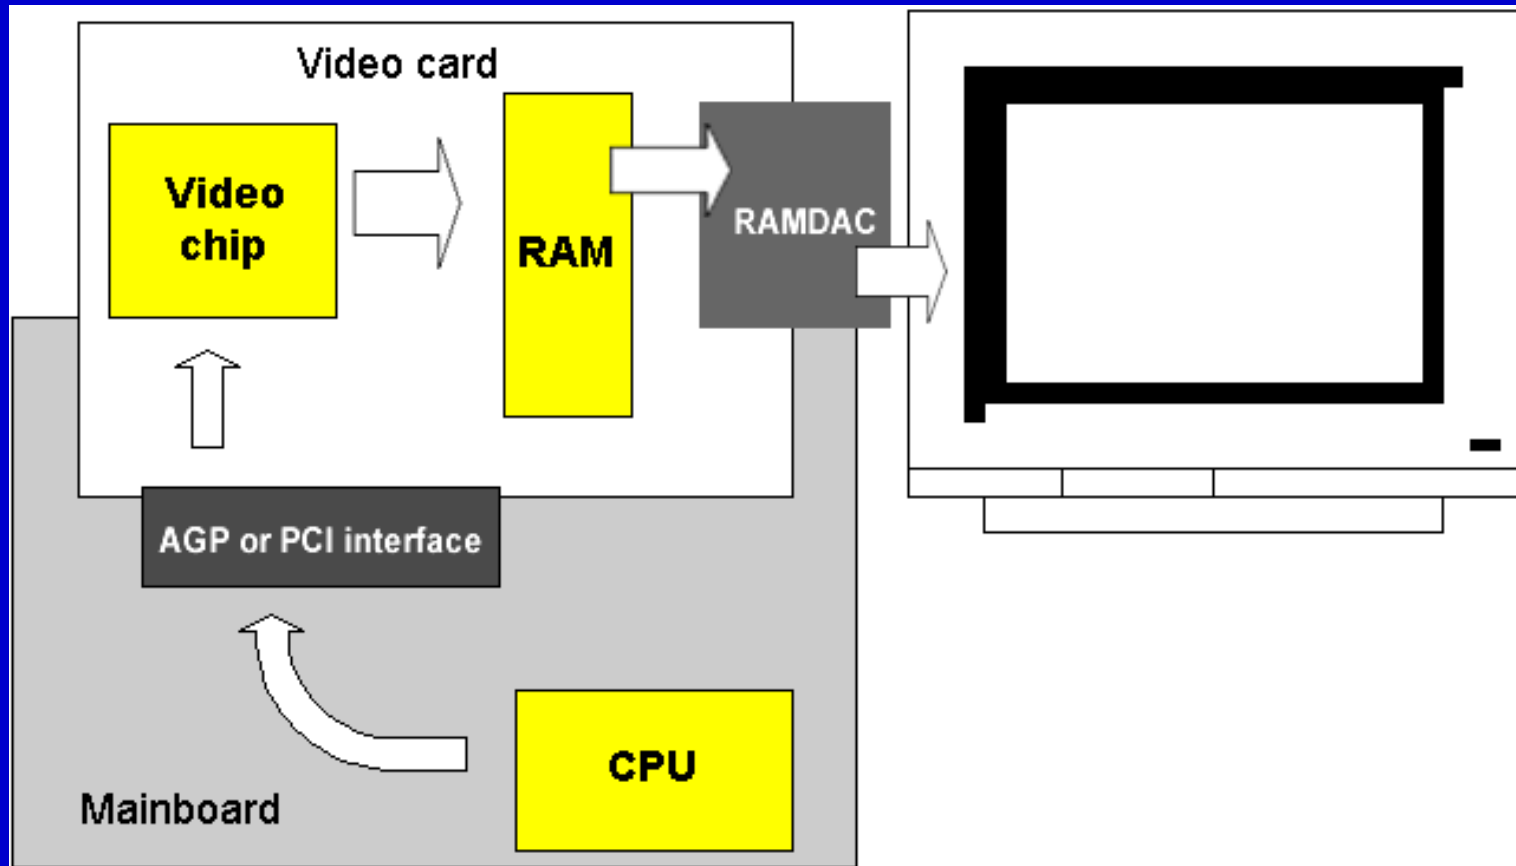 Video card
Video
chip
RAM
RAMDAC
AGP or PCI interface
CPU
Mainboard